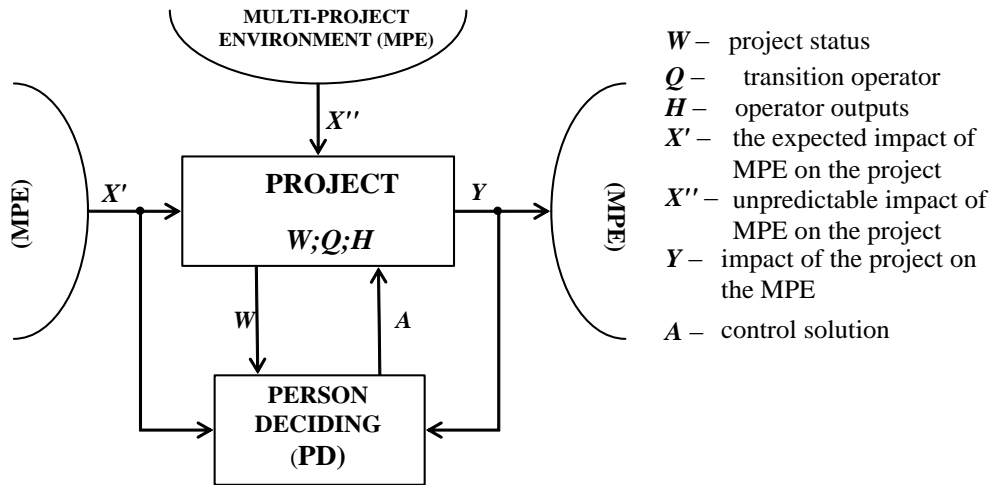 MULTI-PROJECT
ENVIRONMENT (MPE)
X''
(MPE)
X'
PROJECT
W;Q;H
Y
(MPE)
W
A
PERSON
DECIDING
(PD)
W – project status
Q – transition operator
H – operator outputs
X' – the expected impact of
MPE on the project
X'' – unpredictable impact of
MPE on the project
Y – impact of the project on
the MPE
A – control solution